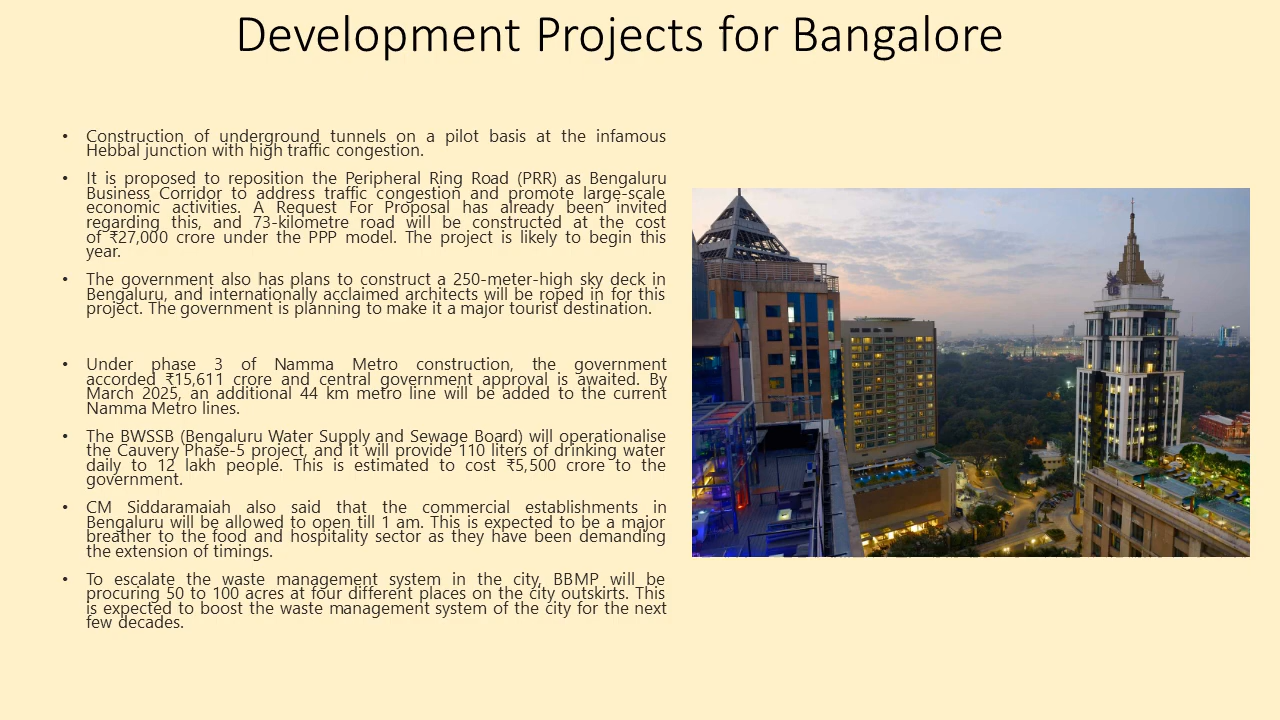 Development Projects for Bangalore
• Construction of underground tunnels on a pilot basis at the infamous
Hebbal junction with high traffic congestion.
• It is proposed to reposition the Peripheral Ring Road (PRR) as Bengaluru
Business Corridor to address traffic congestion and promote large-scale
economic activities. A Request For Proposal has already been invited
regarding this, and 73-kilometre road will be constructed at the cost
of ₹27,000 crore under the PPP model. The project is likely to begin this
year.
• The government also has plans to construct a 250-meter-high sky deck in
Bengaluru, and internationally acclaimed architects will be roped in for this
project. The government is planning to make it a major tourist destination.
• Under phase 3 of Namma Metro construction, the government
accorded ₹15,611 crore and central government approval is awaited. By
March 2025, an additional 44 km metro line will be added to the current
Namma Metro lines.
• The BWSSB (Bengaluru Water Supply and Sewage Board) will operationalise
the Cauvery Phase-5 project, and it will provide 110 liters of drinking water
daily to 12 lakh people. This is estimated to cost ₹5,500 crore to the
government.
• CM Siddaramaiah also said that the commercial establishments in
Bengaluru will be allowed to open till 1 am. This is expected to be a major
breather to the food and hospitality sector as they have been demanding
the extension of timings.
• To escalate the waste management system in the city, BBMP will be
procuring 50 to 100 acres at four different places on the city outskirts. This
is expected to boost the waste management system of the city for the next
few decades.